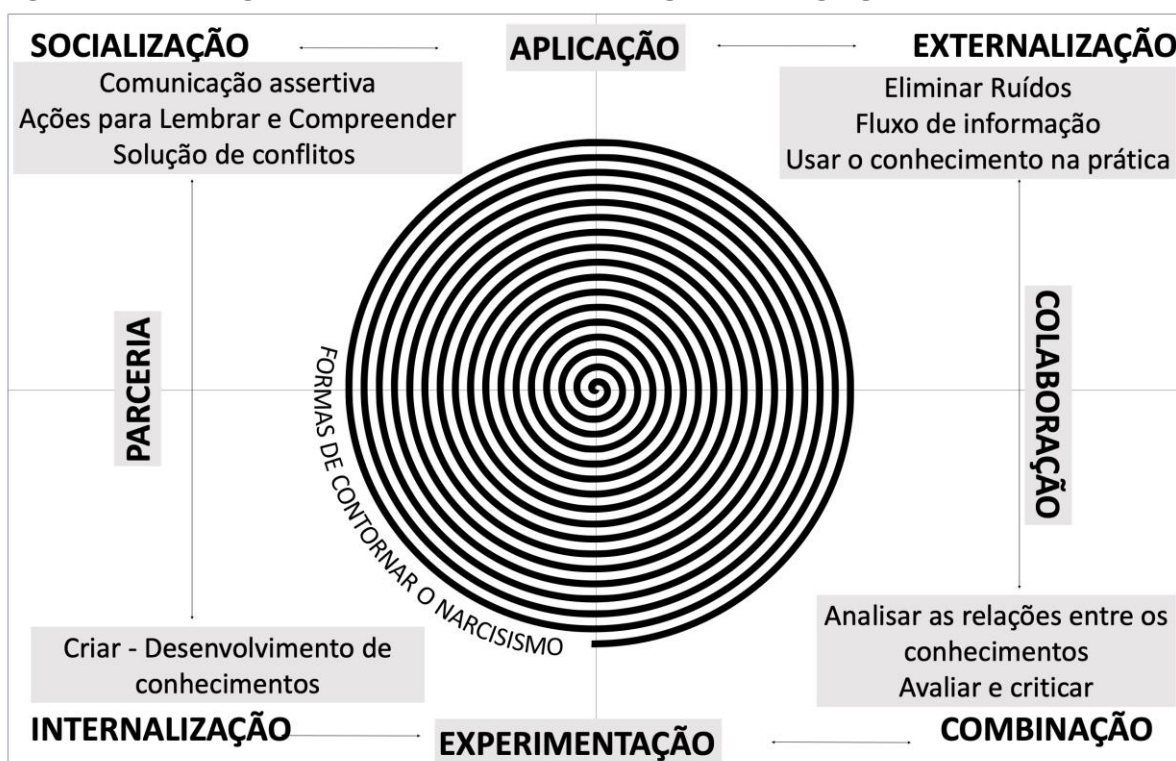 SOCIALIZAÇÃO
Comunicação assertiva
Ações para Lembrar e Compreender
Solução de conflitos
APLICAÇÃO
EXTERNALIZAÇÃO
Eliminar Ruídos
Fluxo de informação
Usar o conhecimento na prática
PARCERIA
FORMAS DE CONTORNAR O NARCISISMO
COLABORAÇÃO
Criar - Desenvolvimento de
conhecimentos
INTERNALIZAÇÃO
EXPERIMENTAÇÃO
Analisar as relações entre os
conhecimentos
Avaliar e criticar
COMBINAÇÃO